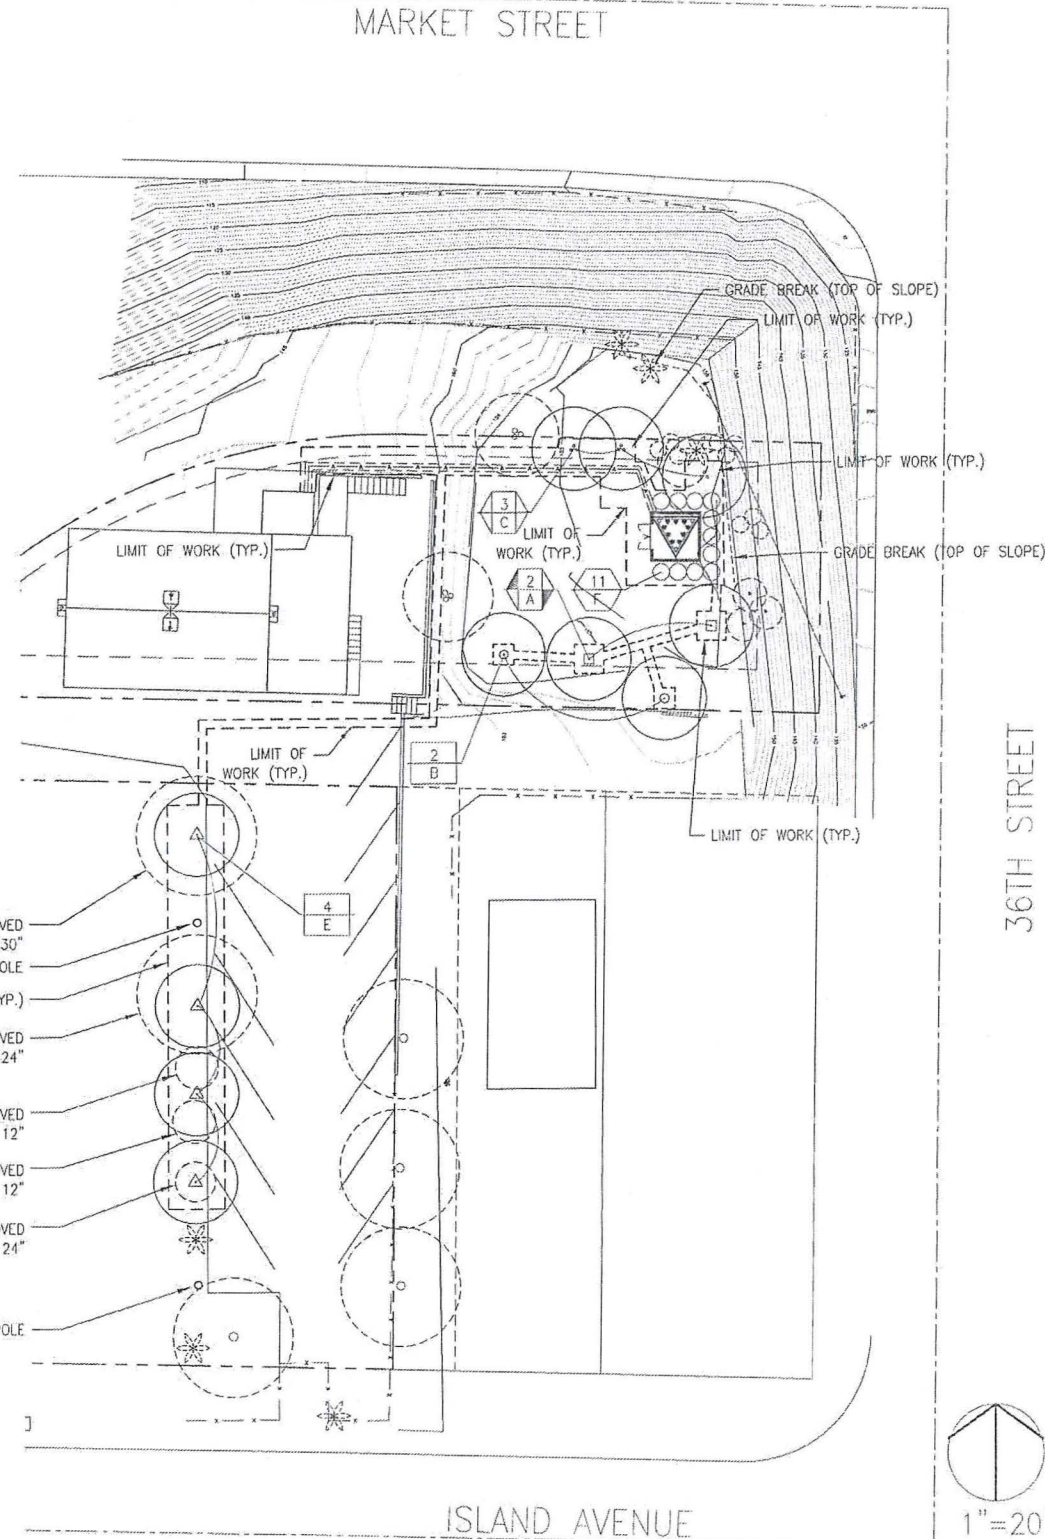 MARKET STREET
GRADE BREAK (TOP OF SLOPE)
LIMIT OF WORK (TYP.)
LIMIT OF WORK (TYP.)
3
C
LIMIT OF
WORK (TYP.)
LIMIT OF WORK (TYP.)
GRADE BREAK (TOP OF SLOPE)
2
A
11
F
LIMIT OF
WORK (TYP.)
2
B
LIMIT OF WORK (TYP.)
36TH STREET
4
E
VED
30"
OLE
YP.)
VED
24"
VED
12"
VED
12"
VED
24"
OLE
ISLAND AVENUE
1"=20